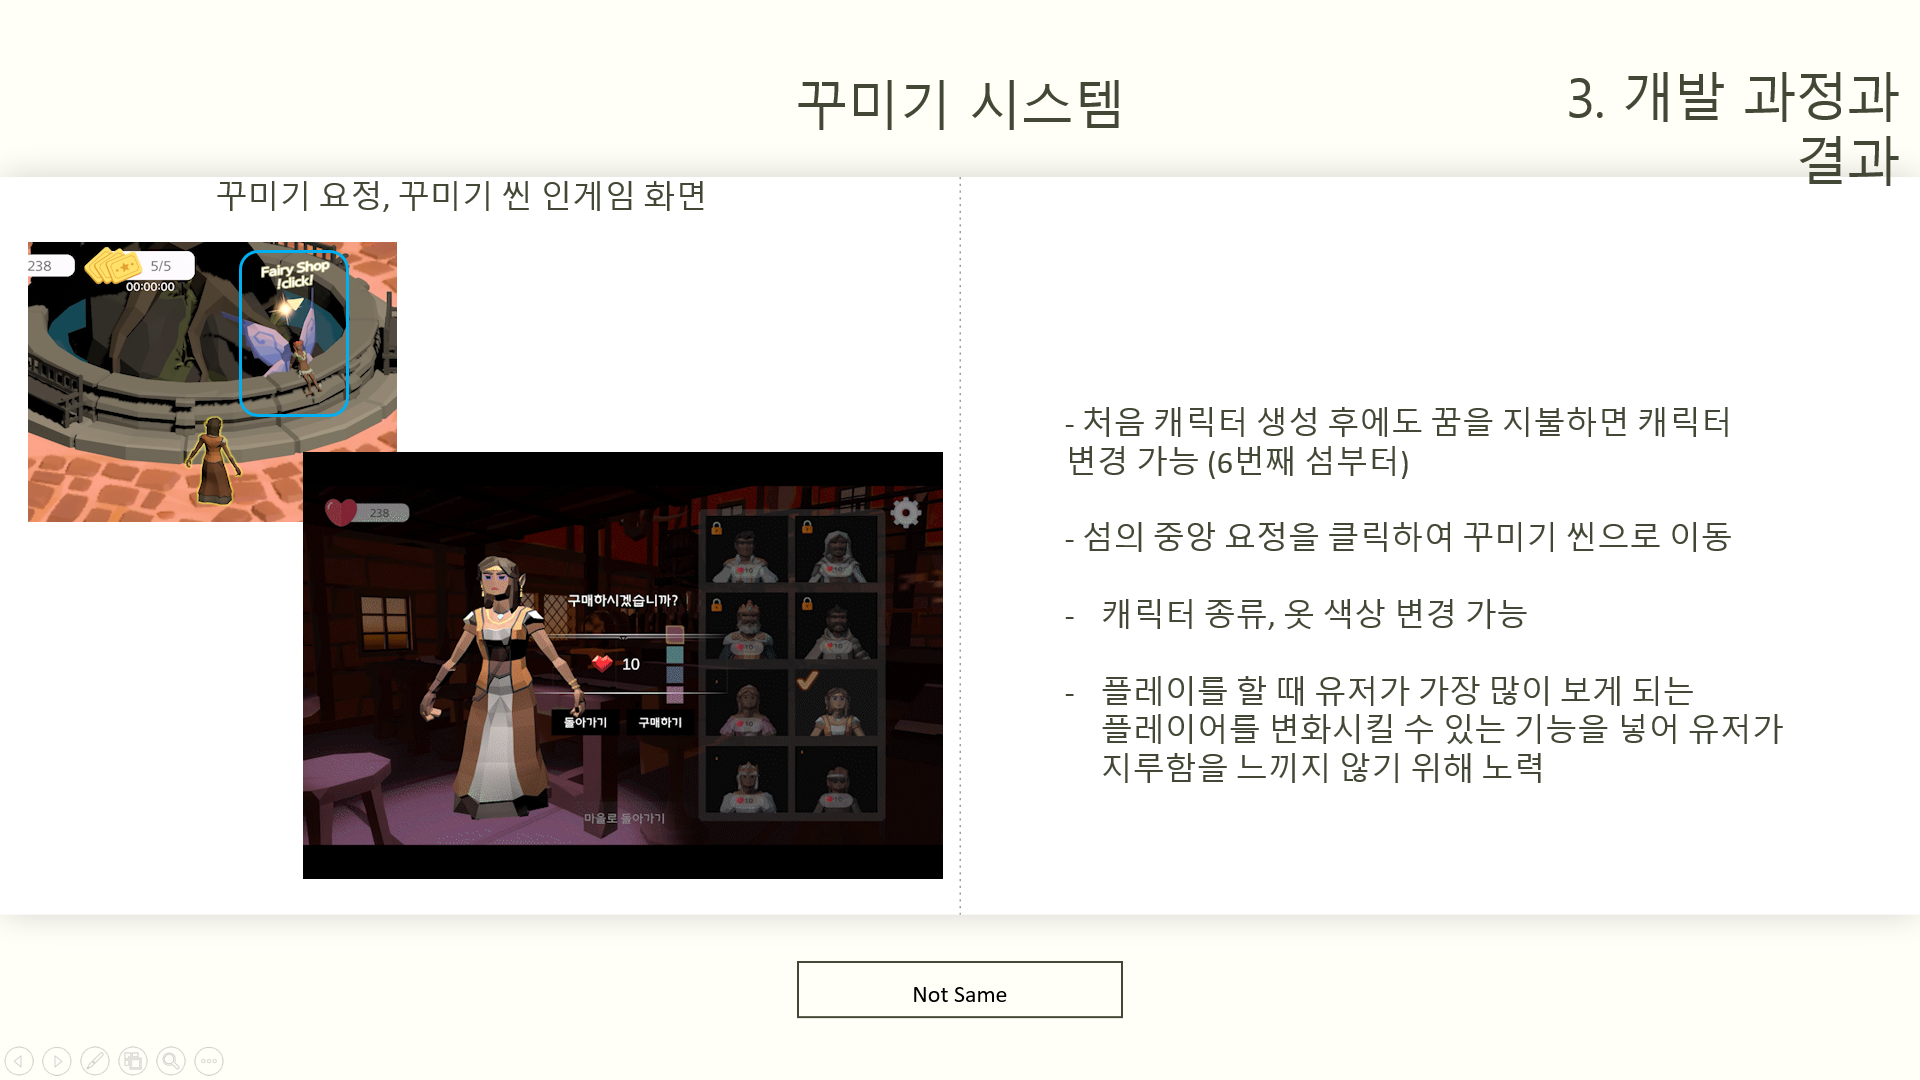 꾸미기 시스템
3. 개발 과정과
결과
꾸미기 요정, 꾸미기 씬 인게임 화면
238
5/5
00:00:00
Fairy Shop
!click!
238
구매하시겠습니까?
10
돌아가기
구매하기
마을로 돌아가기
10
10
10
10
10
10
10
- 처음 캐릭터 생성 후에도 꿈을 지불하면 캐릭터
변경 가능 (6번째 섬부터)
- 섬의 중앙 요정을 클릭하여 꾸미기 씬으로 이동
- 캐릭터 종류, 옷 색상 변경 가능
- 플레이를 할 때 유저가 가장 많이 보게 되는
플레이어를 변화시킬 수 있는 기능을 넣어 유저가
지루함을 느끼지 않기 위해 노력
Not Same